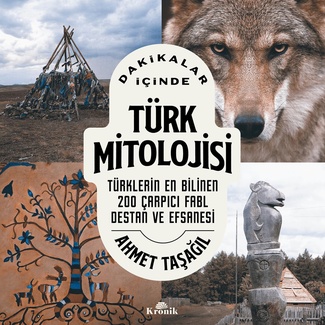 DAKİKALAR
İÇİNDE
TÜRK
MİTOLOJİSİ
TÜRKLERİN EN BİLİNEN
200 ÇARPICI FABL
DESTAN VE EFSANESİ
AHMET TAŞAĞIL
Kronik